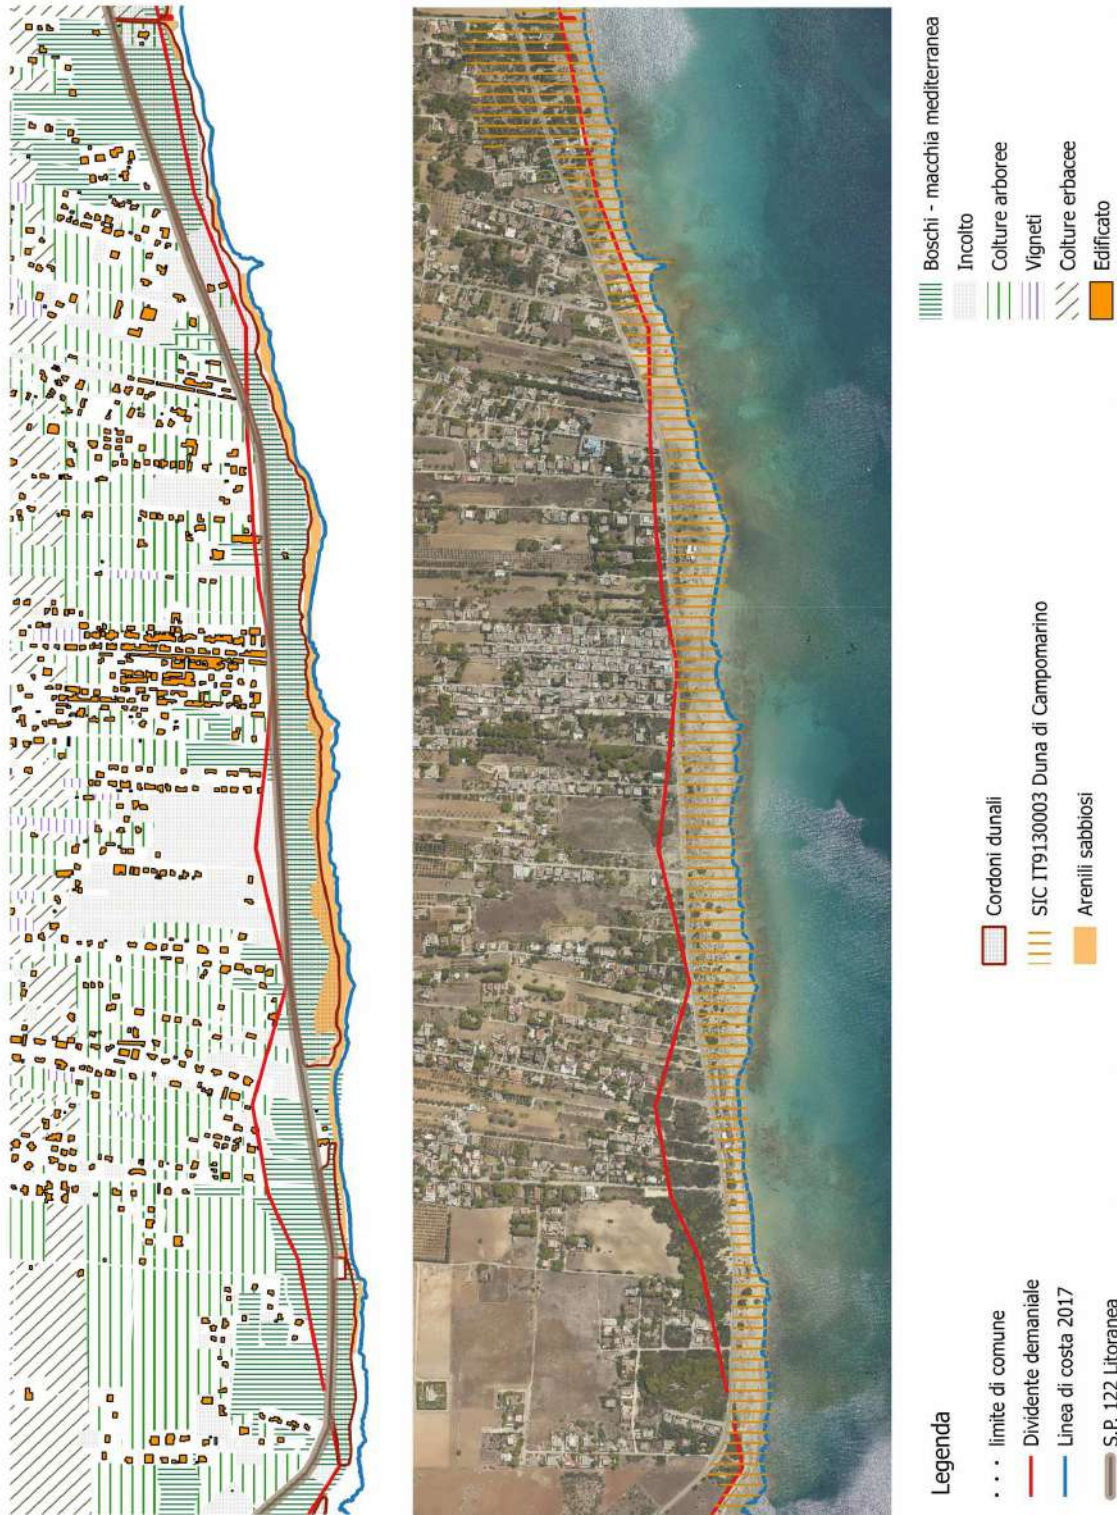 Legenda
limite di comune
Dividente demaniale
Linea di costa 2017
S.P. 122 Litoranea
Cordoni dunali
SIC IT9130003 Duna di Campomarino
Arenili sabbiosi
Boschi - macchia mediterranea
Incolto
Colture arboree
Vigneti
Colture erbacee
Edificato